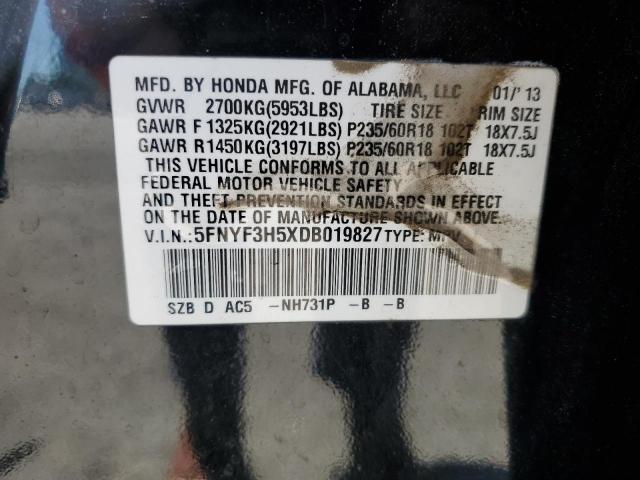 MFD. BY HONDA MFG. OF ALABAMA, LLC 01/13
GVWR 2700KG(5953LBS) TIRE SIZE RIM SIZE
GAWR F 1325KG(2921LBS) P235/60R18 102T 18X7.5J
GAWR R 1450KG(3197LBS) P235/60R18 102T 18X7.5J
THIS VEHICLE CONFORMS TO ALL APPLICABLE
FEDERAL MOTOR VEHICLE SAFETY
AND THEFT PREVENTION STANDARDS IN EFFECT
ON THE DATE OF MANUFACTURE SHOWN ABOVE.
V.I.N.:5FNYF3H5XDB019827 TYPE: MPV
SZB D AC5 -NH731P -B -B